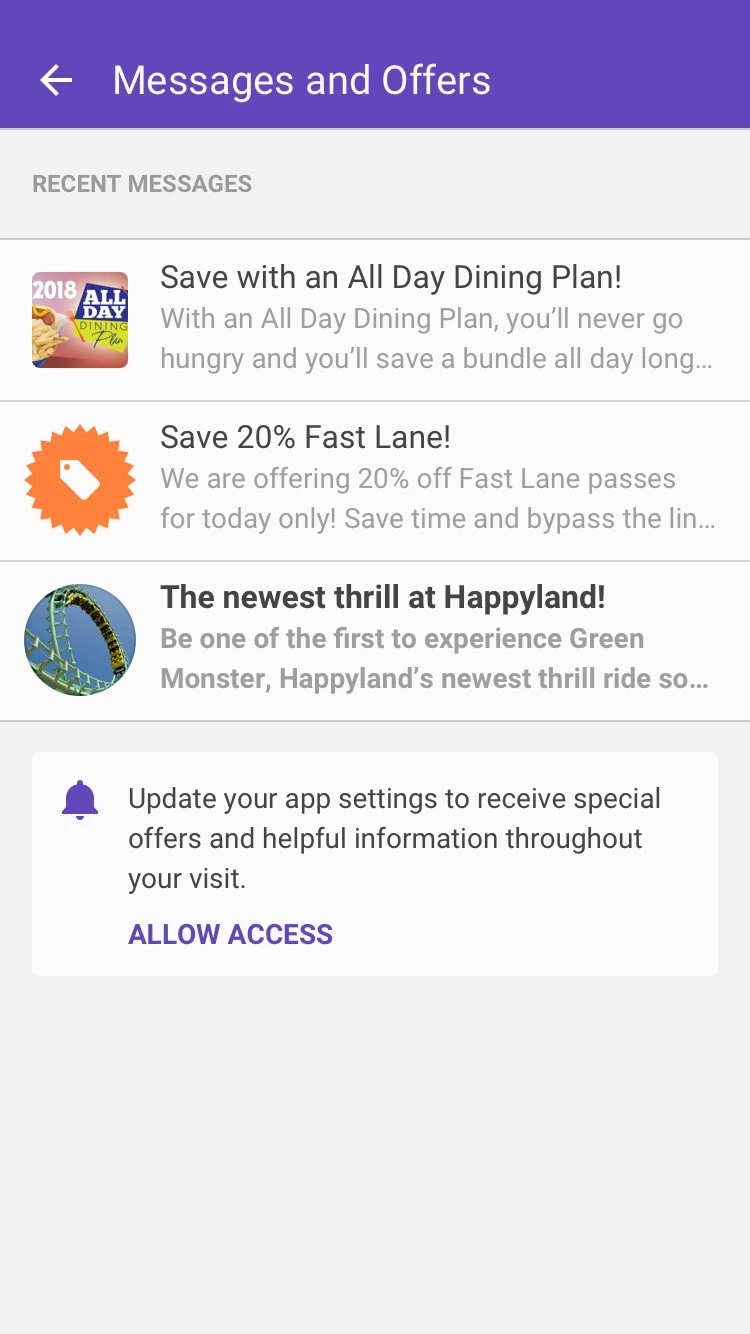 Messages and Offers
RECENT MESSAGES
2018
ALL
DAY
DINING
Plan
Save with an All Day Dining Plan!
With an All Day Dining Plan, you’ll never go
hungry and you’ll save a bundle all day long…
Save 20% Fast Lane!
We are offering 20% off Fast Lane passes
for today only! Save time and bypass the lin…
The newest thrill at Happyland!
Be one of the first to experience Green
Monster, Happyland’s newest thrill ride so…
Update your app settings to receive special
offers and helpful information throughout
your visit.
ALLOW ACCESS